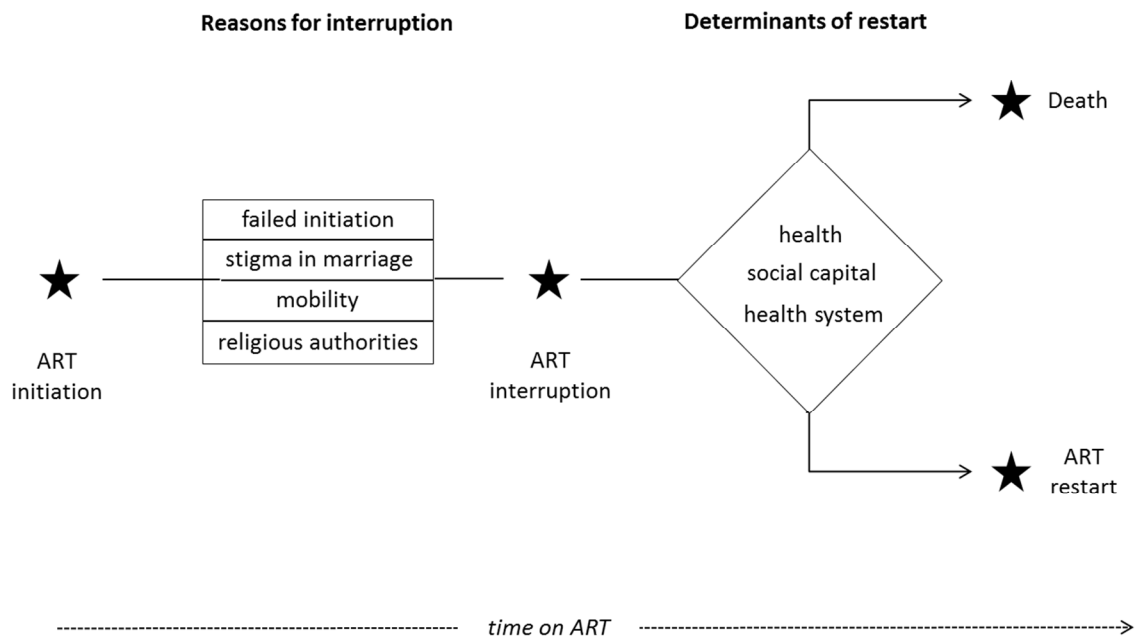 Reasons for interruption
Determinants of restart
Death
failed initiation
stigma in marriage
mobility
religious authorities
health
social capital
health system
ART
initiation
ART
interruption
ART
restart
time on ART